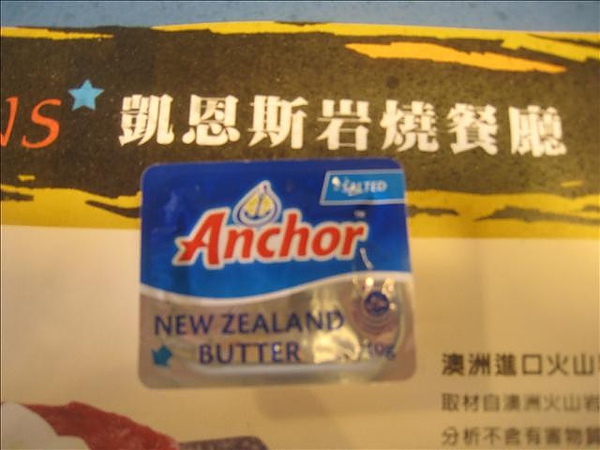 NS
凱恩斯岩燒餐廳
SALTED
Anchor
NEW ZEALAND
BUTTER
10g
澳洲進口火山
取材自澳洲火山岩
分析不含有害物質